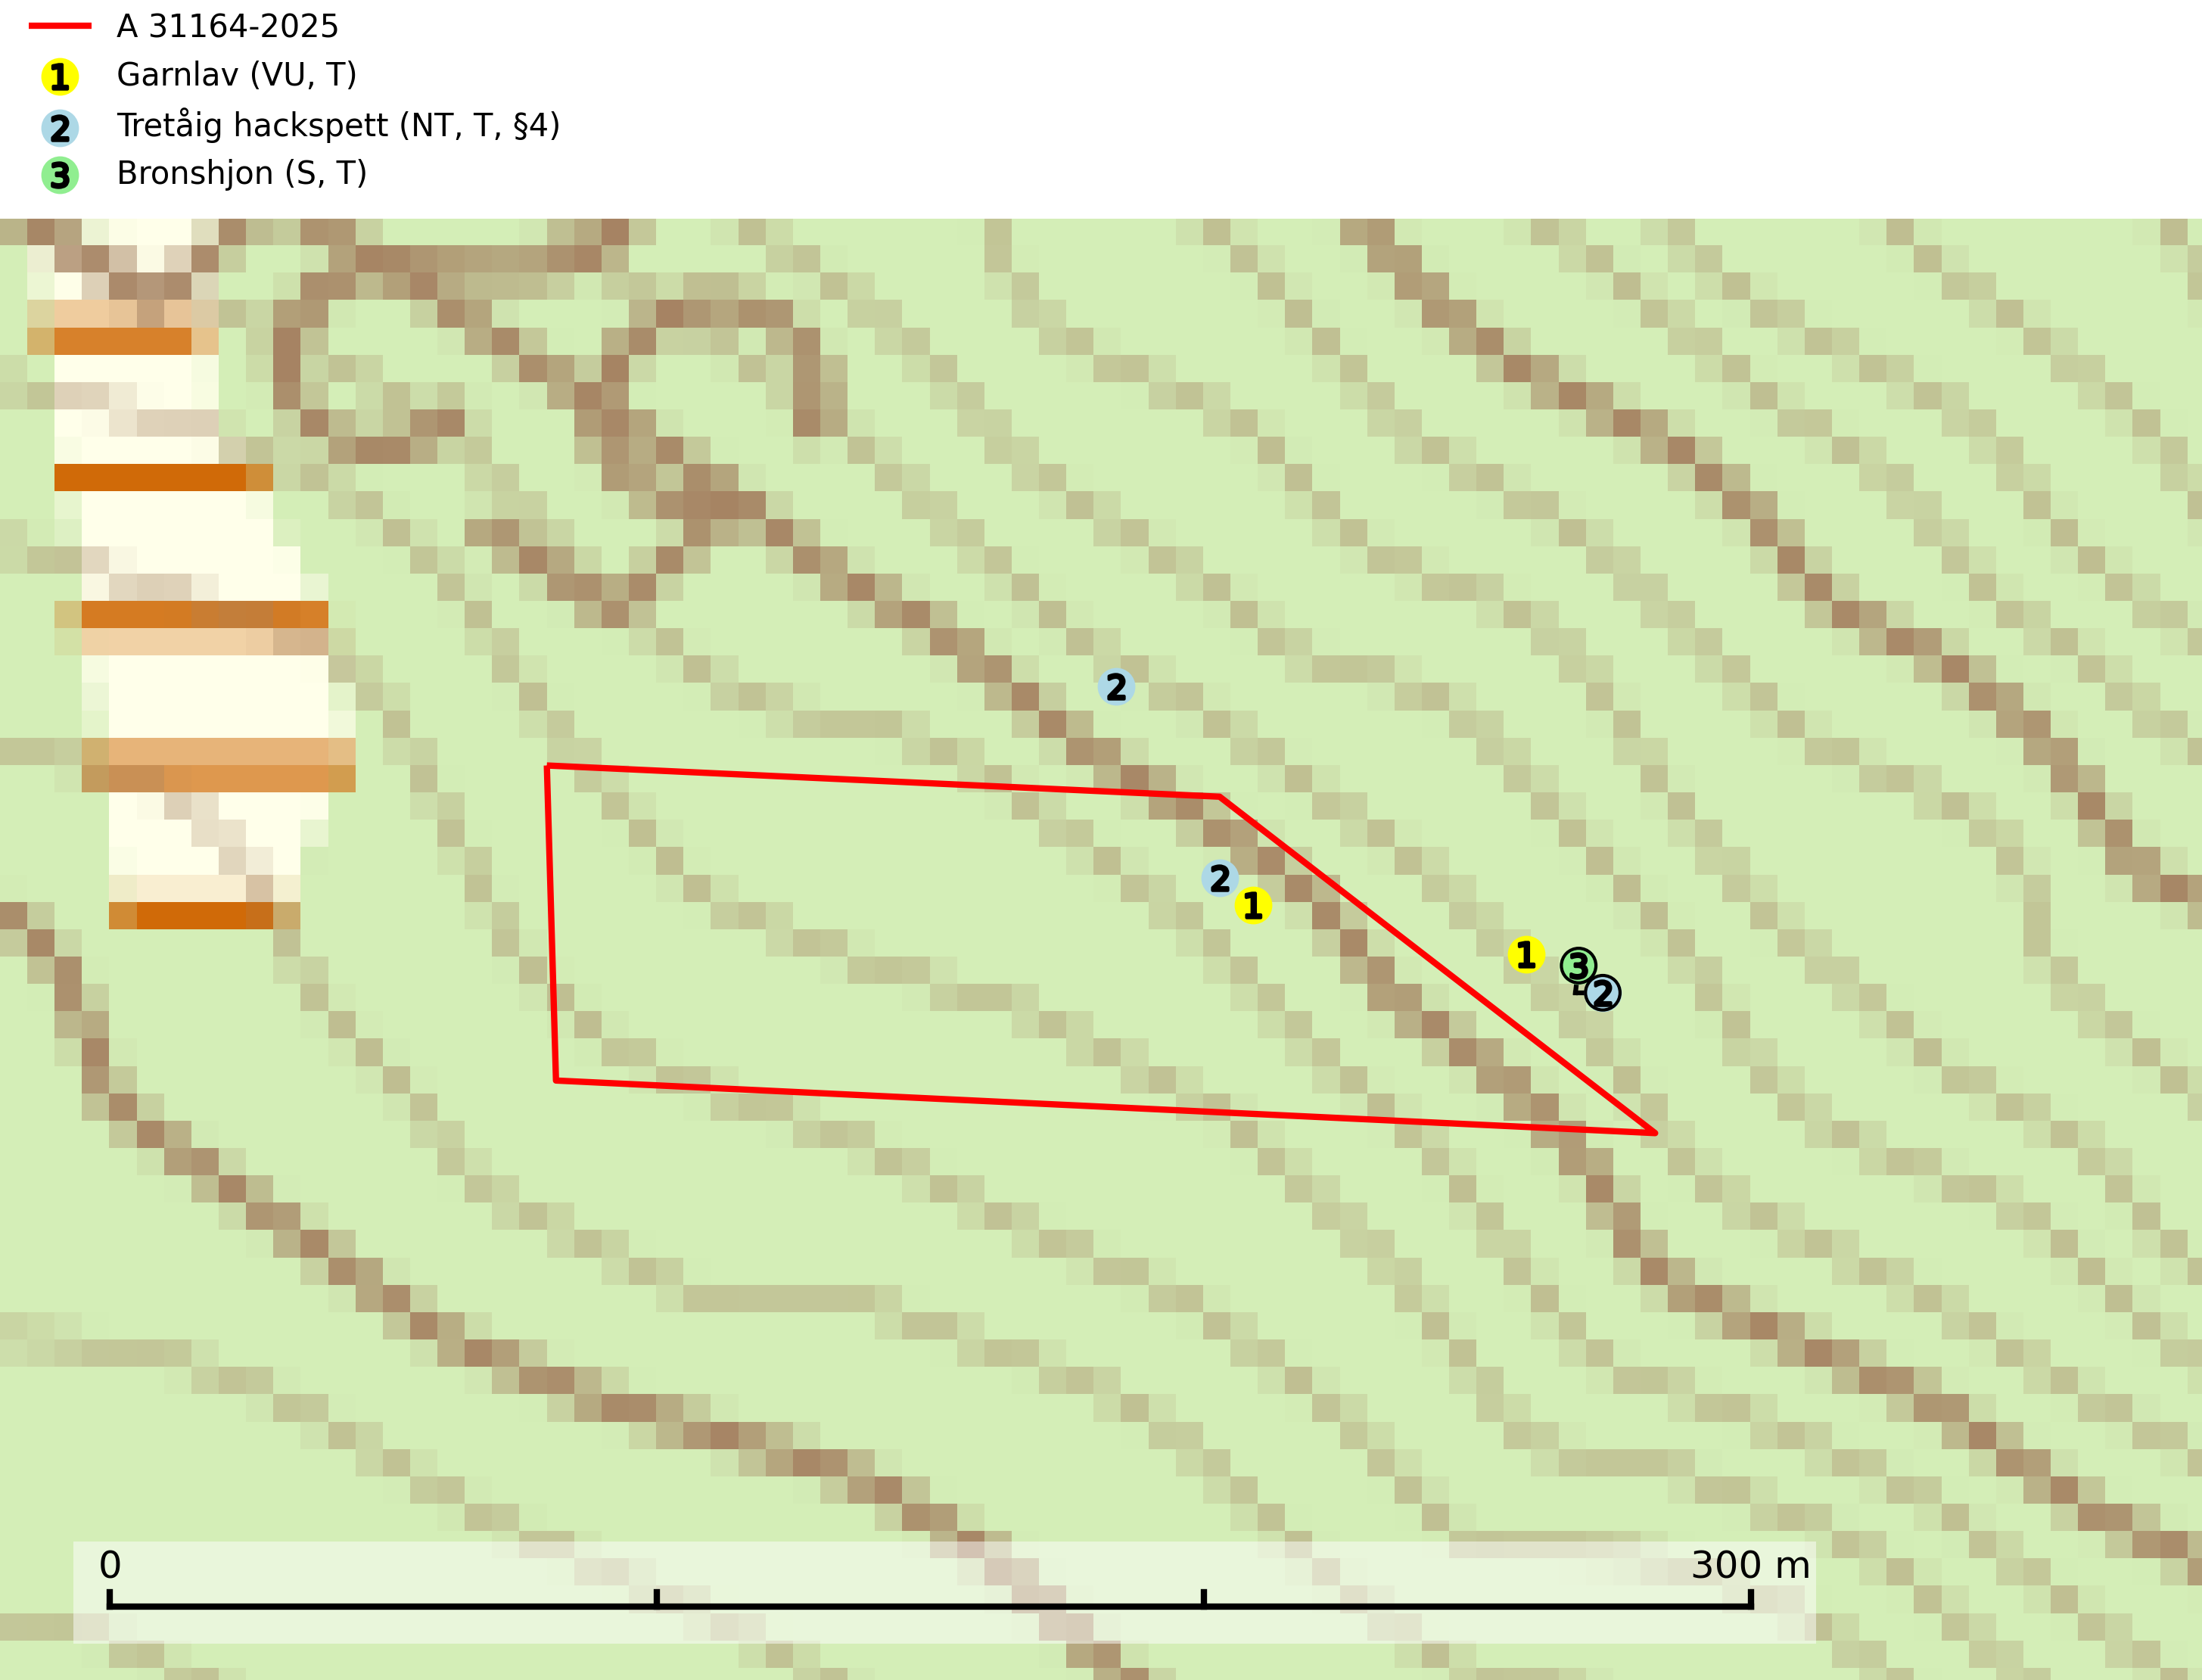 A 31164-2025
1 Garnlav (VU, T)
2 Tretåig hackspett (NT, T, §4)
3 Bronshjon (S, T)
2
2
1
1
3
2
0 300 m